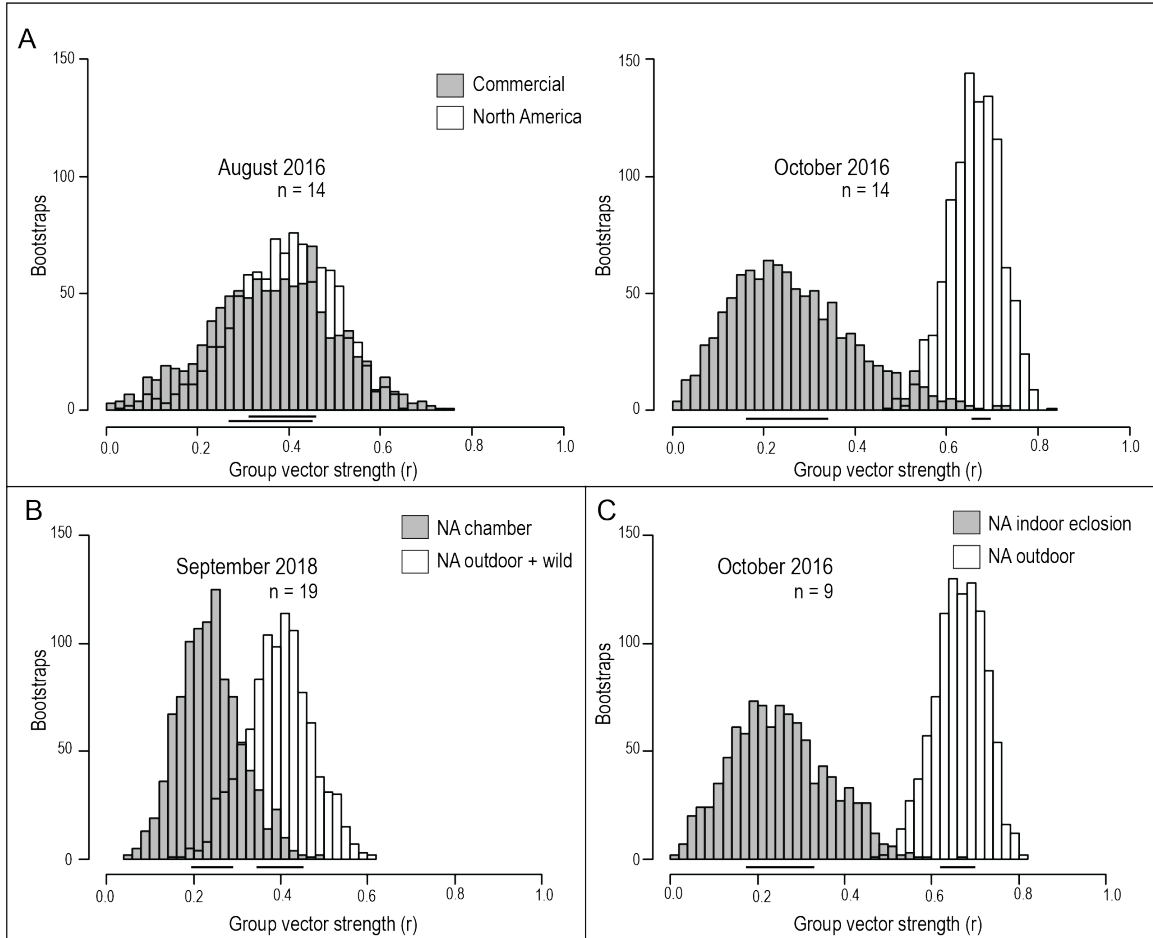 A
150
100
50
0
Bootstraps
August 2016
n = 14
Commercial
North America
0.0 0.2 0.4 0.6 0.8 1.0
Group vector strength (r)
150
100
50
0
Bootstraps
October 2016
n = 14
0.0 0.2 0.4 0.6 0.8 1.0
Group vector strength (r)
B
150
100
50
0
Bootstraps
September 2018
n = 19
NA chamber
NA outdoor + wild
0.0 0.2 0.4 0.6 0.8 1.0
Group vector strength (r)
C
150
100
50
0
Bootstraps
October 2016
n = 9
NA indoor eclosion
NA outdoor
0.0 0.2 0.4 0.6 0.8 1.0
Group vector strength (r)